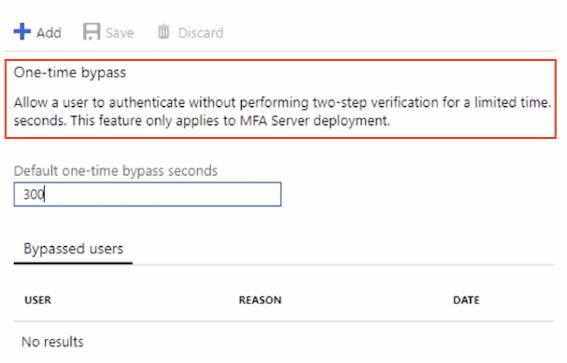 Add Save Discard
One-time bypass
Allow a user to authenticate without performing two-step verification for a limited time.
seconds. This feature only applies to MFA Server deployment.
Default one-time bypass seconds
300
Bypassed users
USER REASON DATE
No results